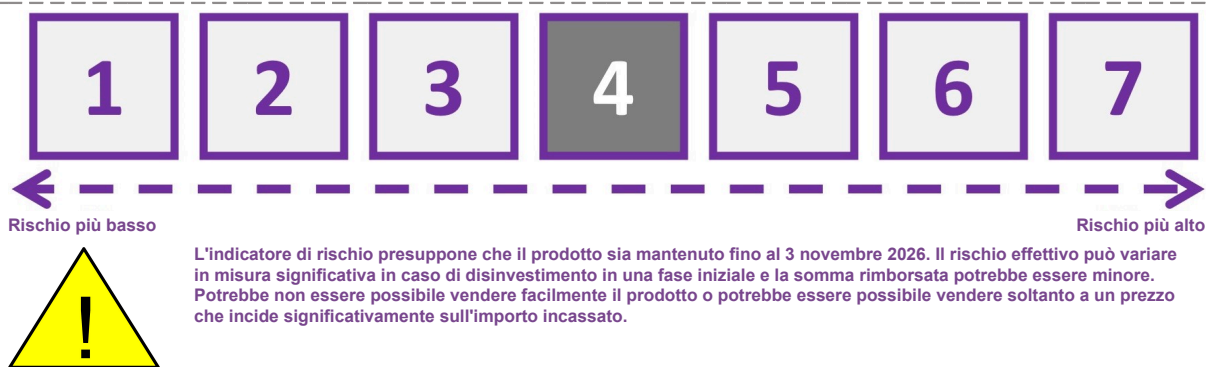 1 2 3 4 5 6 7
Rischio più basso Rischio più alto
L'indicatore di rischio presuppone che il prodotto sia mantenuto fino al 3 novembre 2026. Il rischio effettivo può variare
in misura significativa in caso di disinvestimento in una fase iniziale e la somma rimborsata potrebbe essere minore.
Potrebbe non essere possibile vendere facilmente il prodotto o potrebbe essere possibile vendere soltanto a un prezzo
che incide significativamente sull'importo incassato.
!